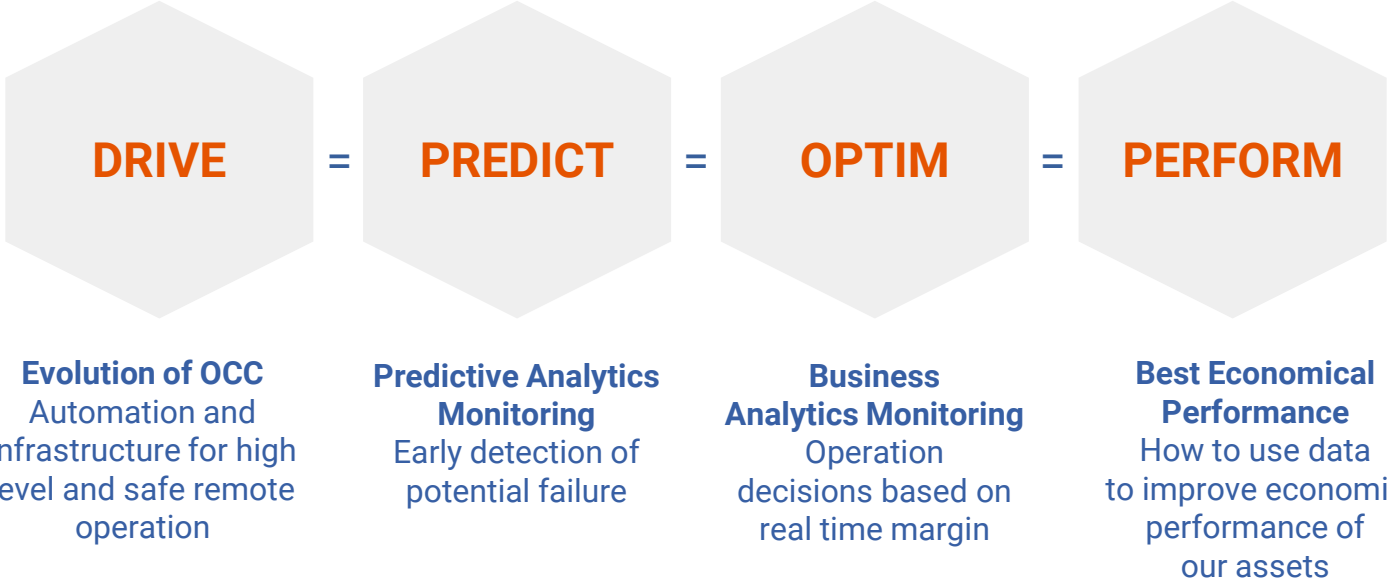 DRIVE = PREDICT = OPTIM = PERFORM
Evolution of OCC
Automation and
nfrastructure for high
evel and safe remote
operation
Predictive Analytics
Monitoring
Early detection of
potential failure
Business
Analytics Monitoring
Operation
decisions based on
real time margin
Best Economical
Performance
How to use data
to improve economi
performance of
our assets